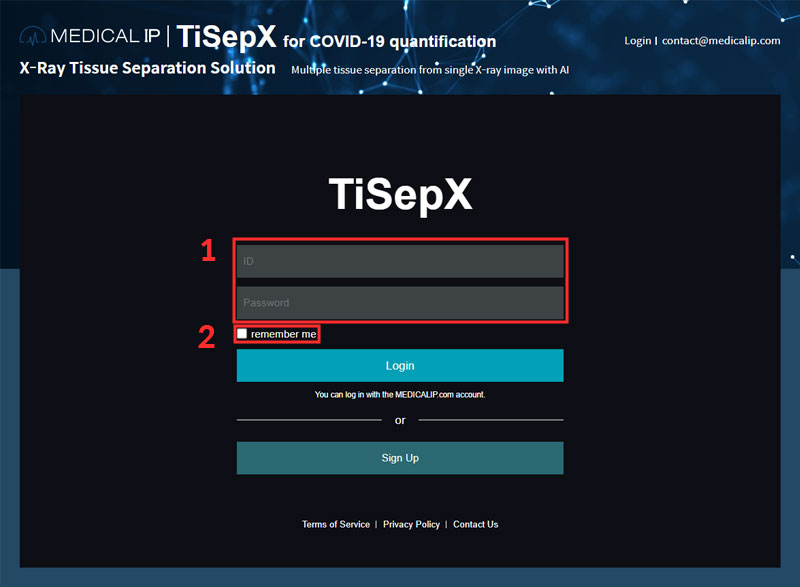 MEDICAL IP | TiSepX for COVID-19 quantification
Login | contact@medicalip.com
X-Ray Tissue Separation Solution Multiple tissue separation from single X-ray image with AI
TiSepX
1
ID
Password
2
remember me
Login
You can log in with the MEDICALIP.com account.
or
Sign Up
Terms of Service | Privacy Policy | Contact Us